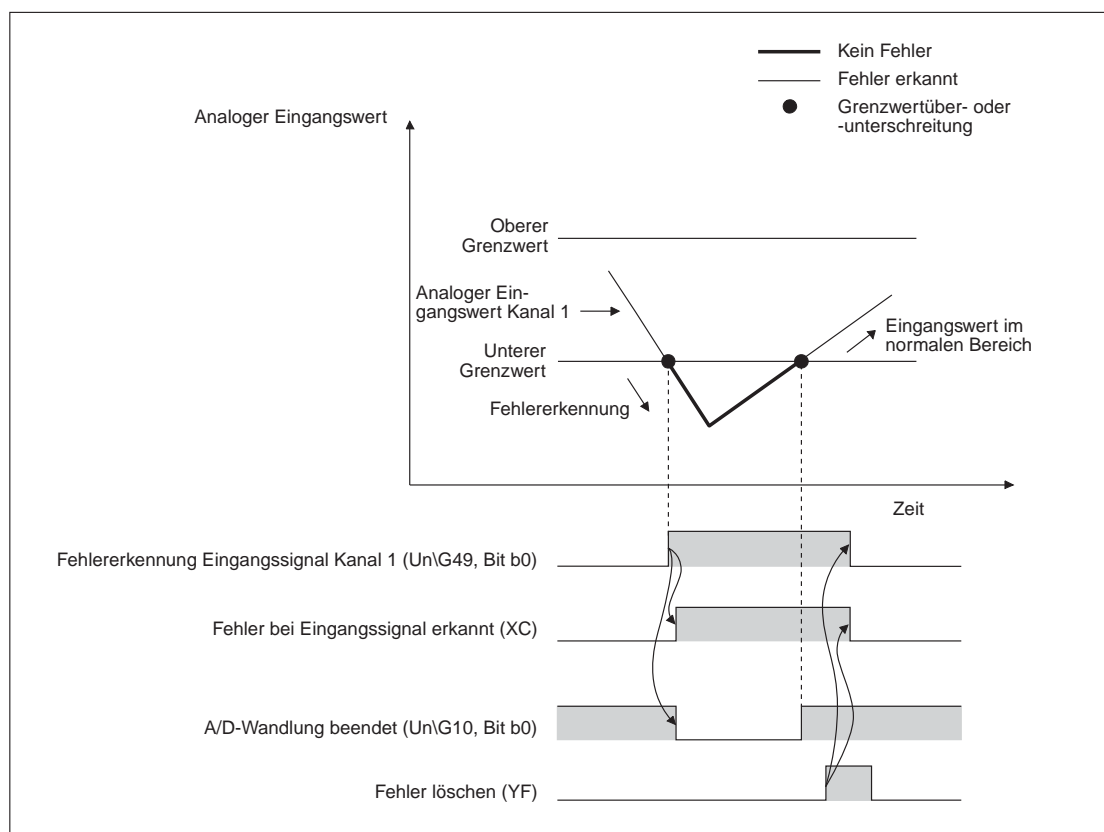 Kein Fehler
Fehler erkannt
Grenzwertüber- oder
-unterschreitung
Analoger Eingangswert
Oberer
Grenzwert
Analoger Ein-
gangswert Kanal 1
Eingangswert im
normalen Bereich
Unterer
Grenzwert
Fehlererkennung
Zeit
Fehlererkennung Eingangssignal Kanal 1 (Un\G49, Bit b0)
Fehler bei Eingangssignal erkannt (XC)
A/D-Wandlung beendet (Un\G10, Bit b0)
Fehler löschen (YF)